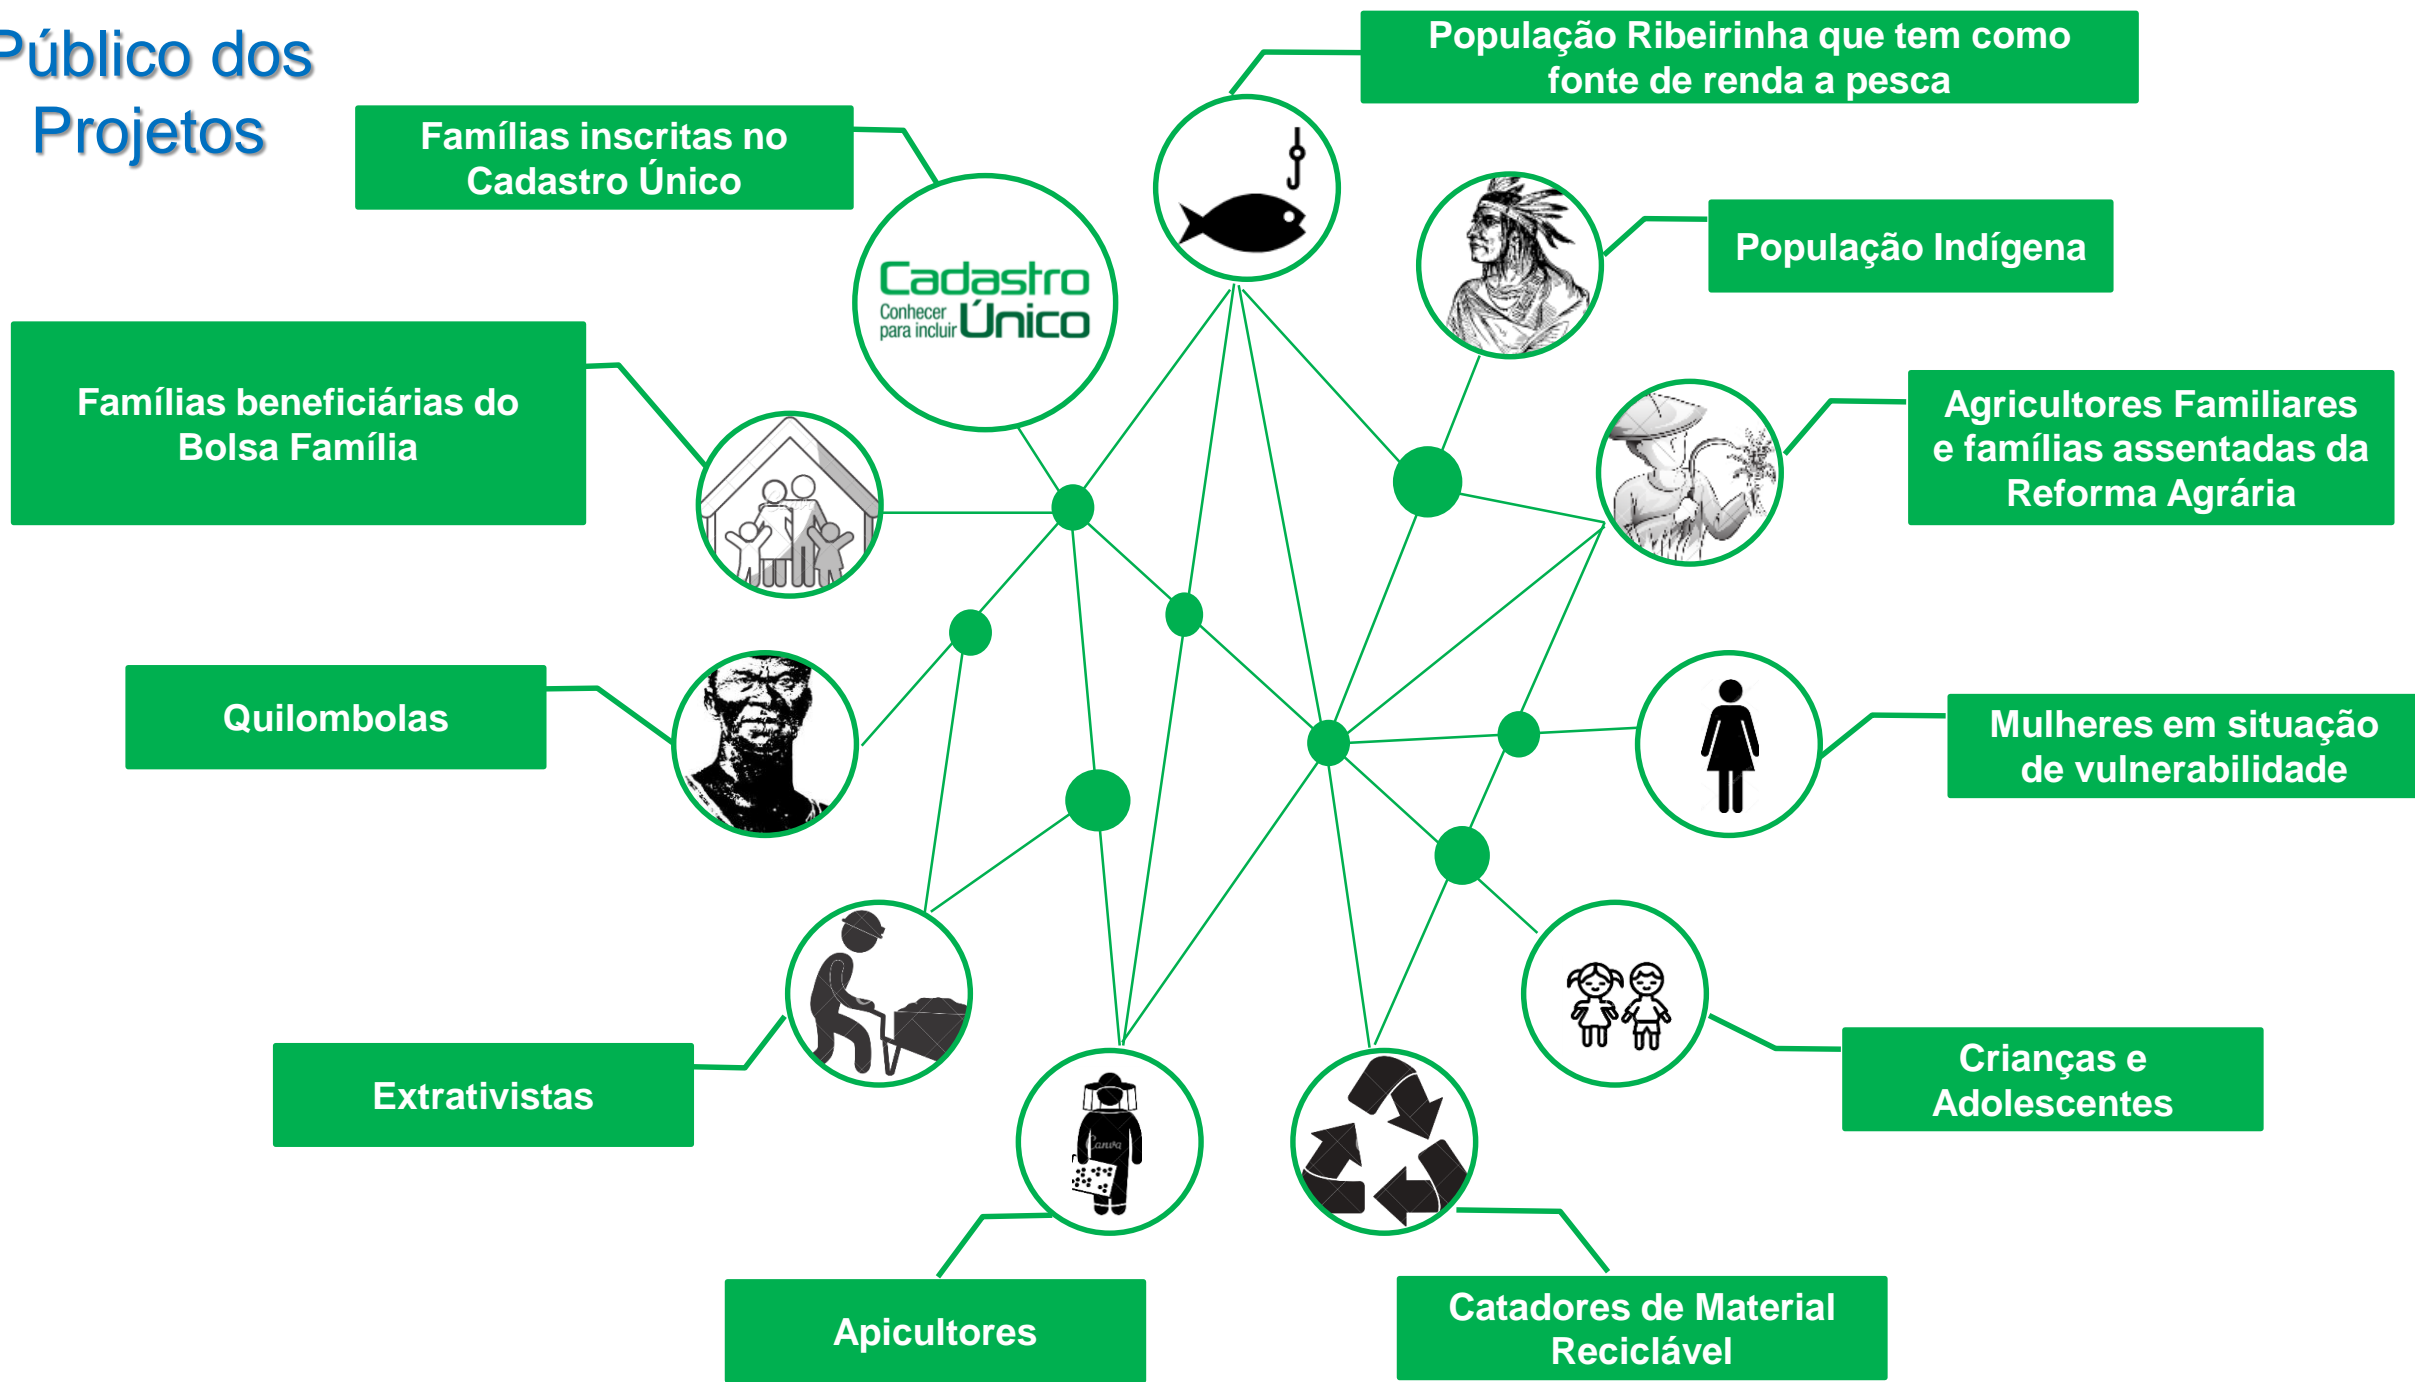 Público dos
Projetos
População Ribeirinha que tem como
fonte de renda a pesca
Famílias inscritas no
Cadastro Único
Cadastro
Conhecer
para incluir Único
População Indígena
Famílias beneficiárias do
Bolsa Família
Agricultores Familiares
e famílias assentadas da
Reforma Agrária
Quilombolas
Mulheres em situação
de vulnerabilidade
Extrativistas
Crianças e
Adolescentes
Canva
Apicultores
Catadores de Material
Reciclável